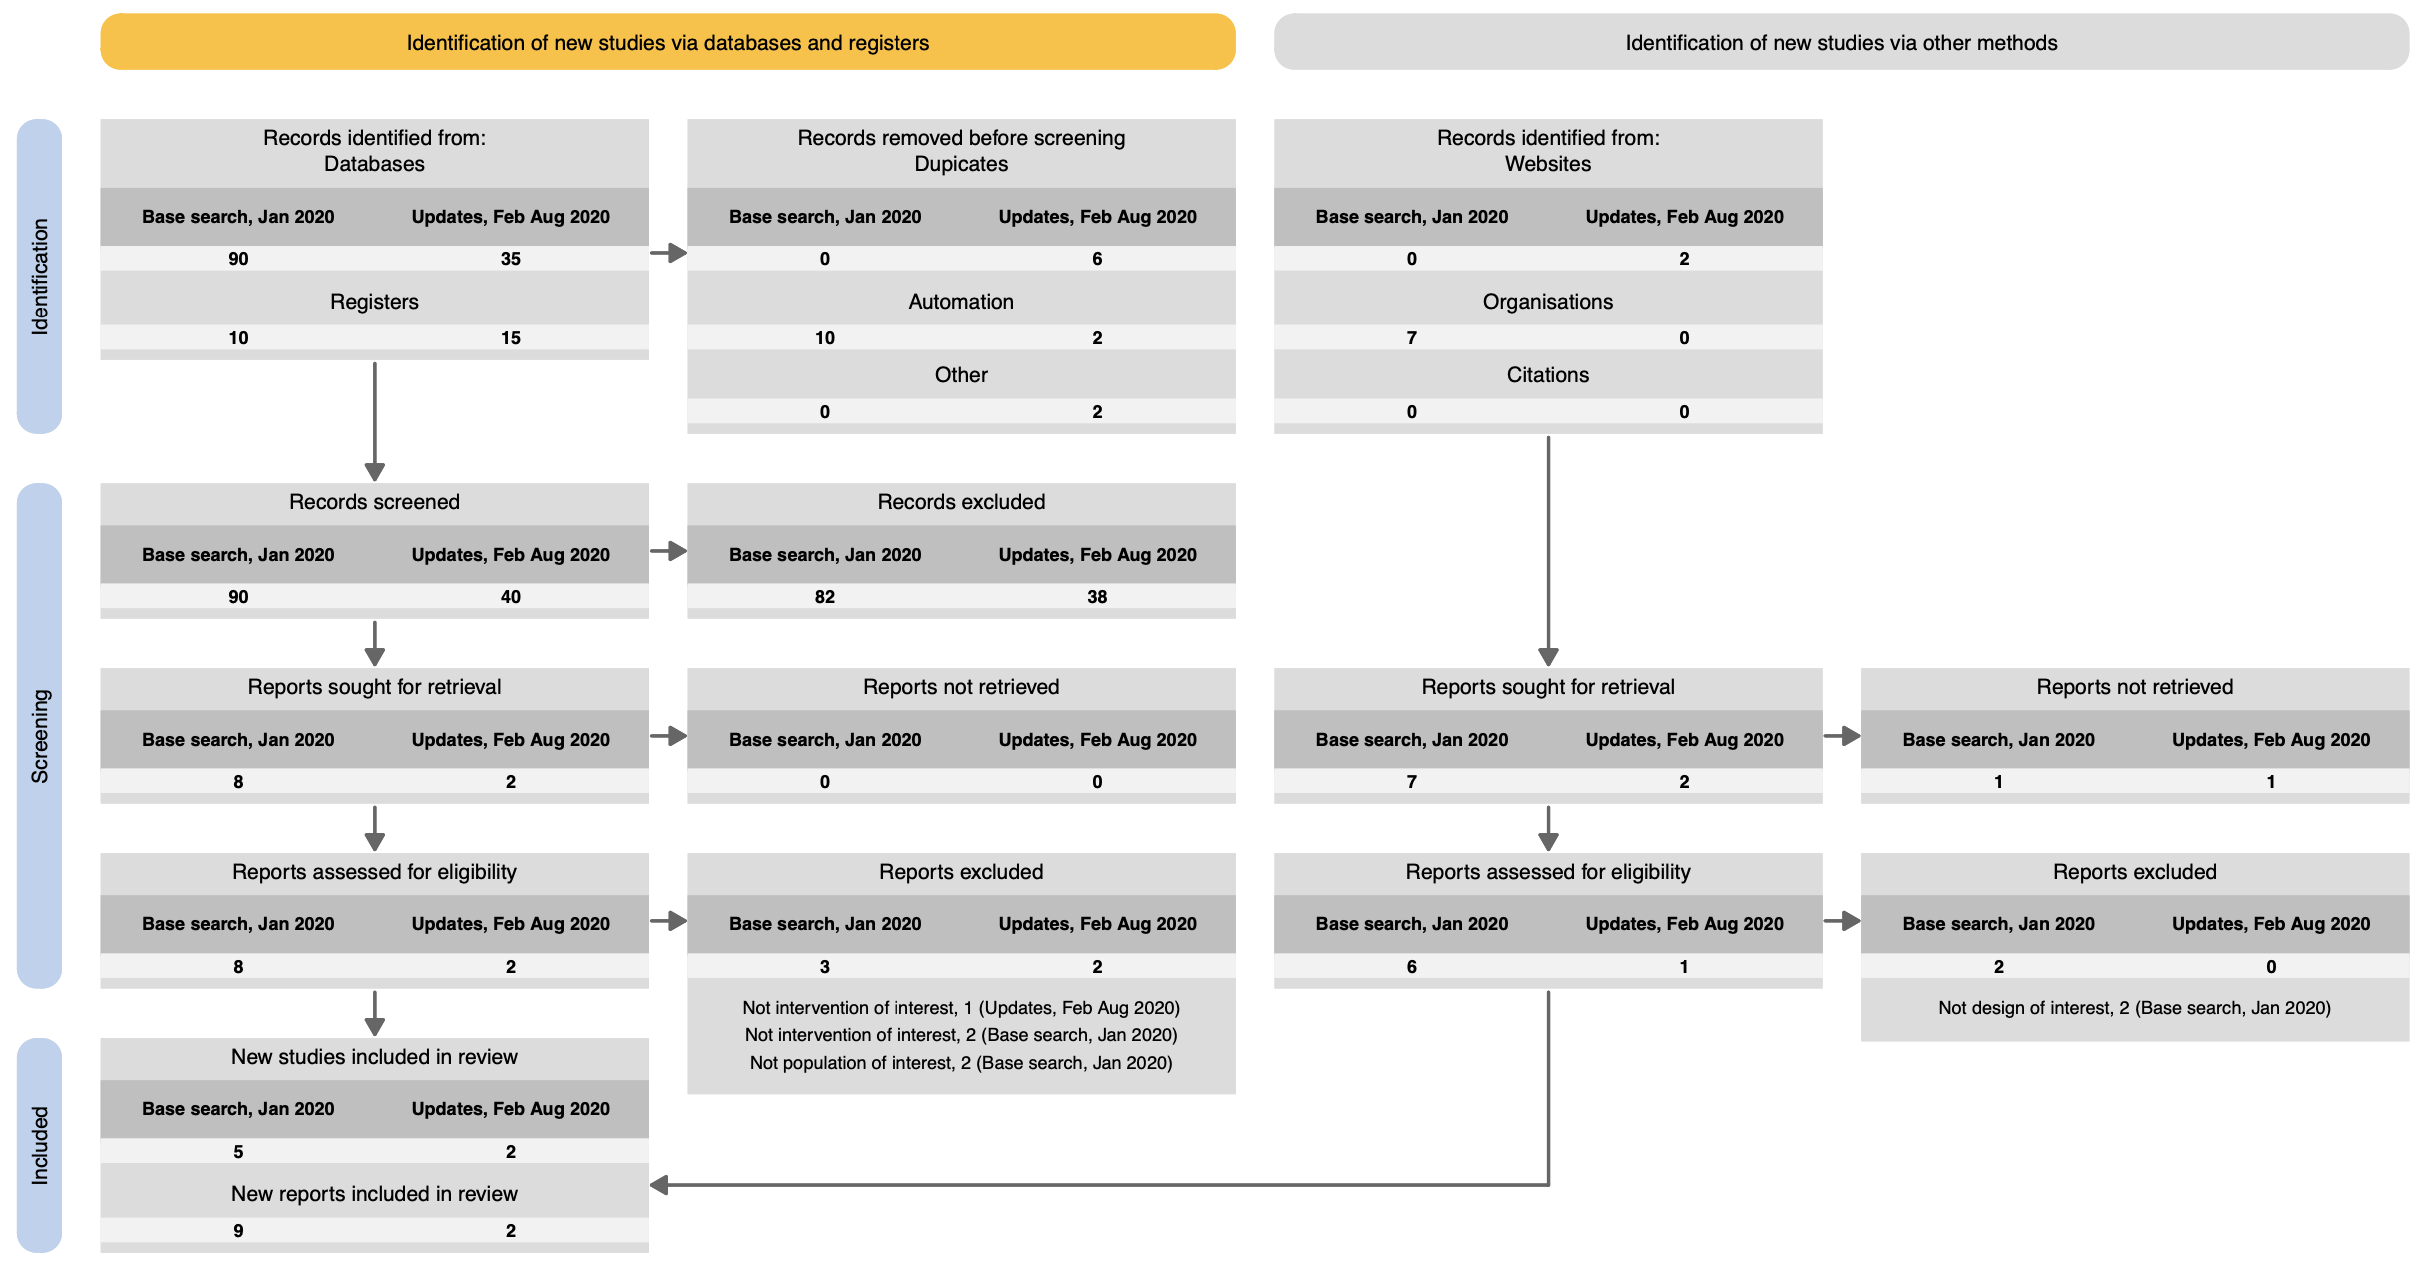 Identification of new studies via databases and registers
Identification of new studies via other methods
Identification
Records identified from:
Databases
Base search, Jan 2020 Updates, Feb Aug 2020
90 35
Registers
10 15
Records removed before screening
Dupicates
Base search, Jan 2020 Updates, Feb Aug 2020
0 6
Automation
10 2
Other
0 2
Records identified from:
Websites
Base search, Jan 2020 Updates, Feb Aug 2020
0 2
Organisations
7 0
Citations
0 0
Screening
Records screened
Base search, Jan 2020 Updates, Feb Aug 2020
90 40
Records excluded
Base search, Jan 2020 Updates, Feb Aug 2020
82 38
Reports sought for retrieval
Base search, Jan 2020 Updates, Feb Aug 2020
8 2
Reports not retrieved
Base search, Jan 2020 Updates, Feb Aug 2020
0 0
Reports sought for retrieval
Base search, Jan 2020 Updates, Feb Aug 2020
7 2
Reports not retrieved
Base search, Jan 2020 Updates, Feb Aug 2020
1 1
Reports assessed for eligibility
Base search, Jan 2020 Updates, Feb Aug 2020
8 2
Reports excluded
Base search, Jan 2020 Updates, Feb Aug 2020
3 2
Not intervention of interest, 1 (Updates, Feb Aug 2020)
Not intervention of interest, 2 (Base search, Jan 2020)
Not population of interest, 2 (Base search, Jan 2020)
Reports assessed for eligibility
Base search, Jan 2020 Updates, Feb Aug 2020
6 1
Reports excluded
Base search, Jan 2020 Updates, Feb Aug 2020
2 0
Not design of interest, 2 (Base search, Jan 2020)
Included
New studies included in review
Base search, Jan 2020 Updates, Feb Aug 2020
5 2
New reports included in review
9 2